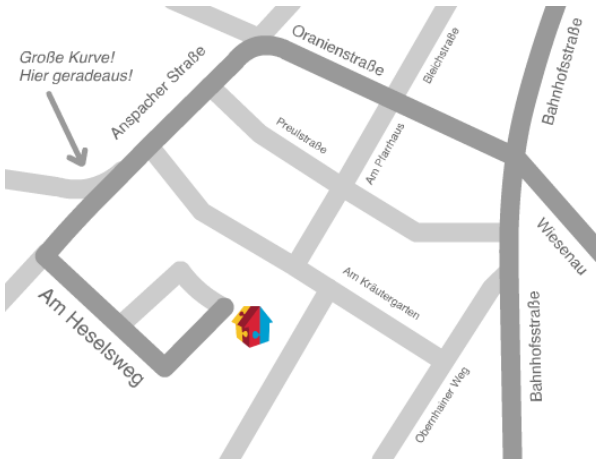 Große Kurve!
Hier geradeaus!
Anspacher Straße
Oranienstraße
Bleichstraße
Bahnhofsstraße
Preulstraße
Am Pfarrhaus
Wiesenau
Am Kräutergarten
Am Heselsweg
Obernhainer Weg
Bahnhofsstraße